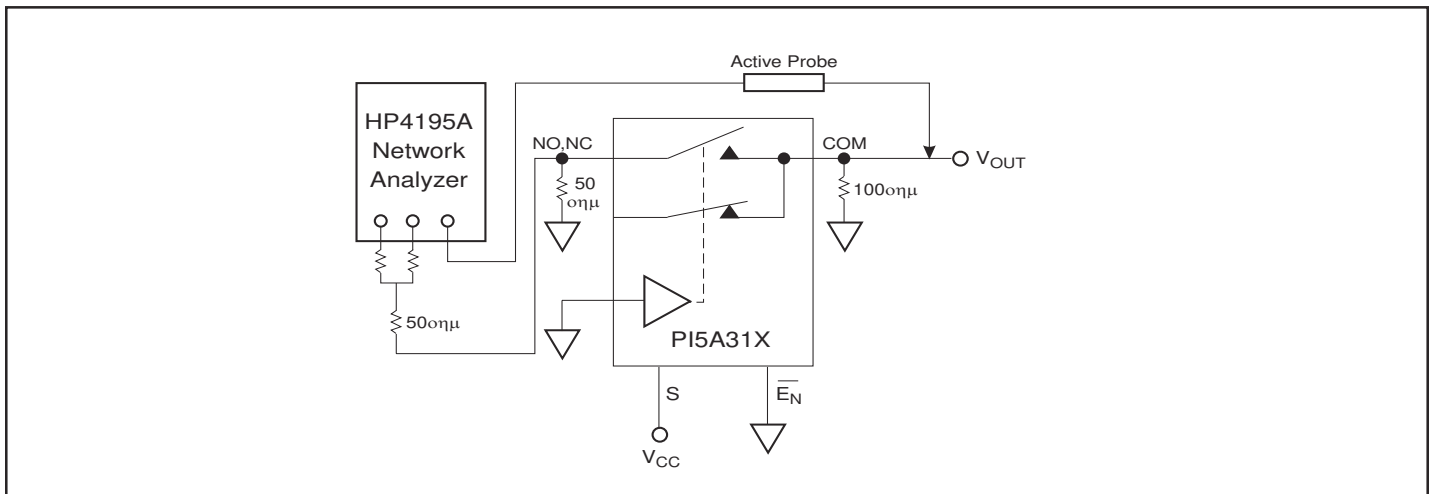 Active Probe
HP4195A
Network
Analyzer
NO,NC
COM
VOUT
50
οημ
100οημ
50οημ
PI5A31X
S
EN
VCC